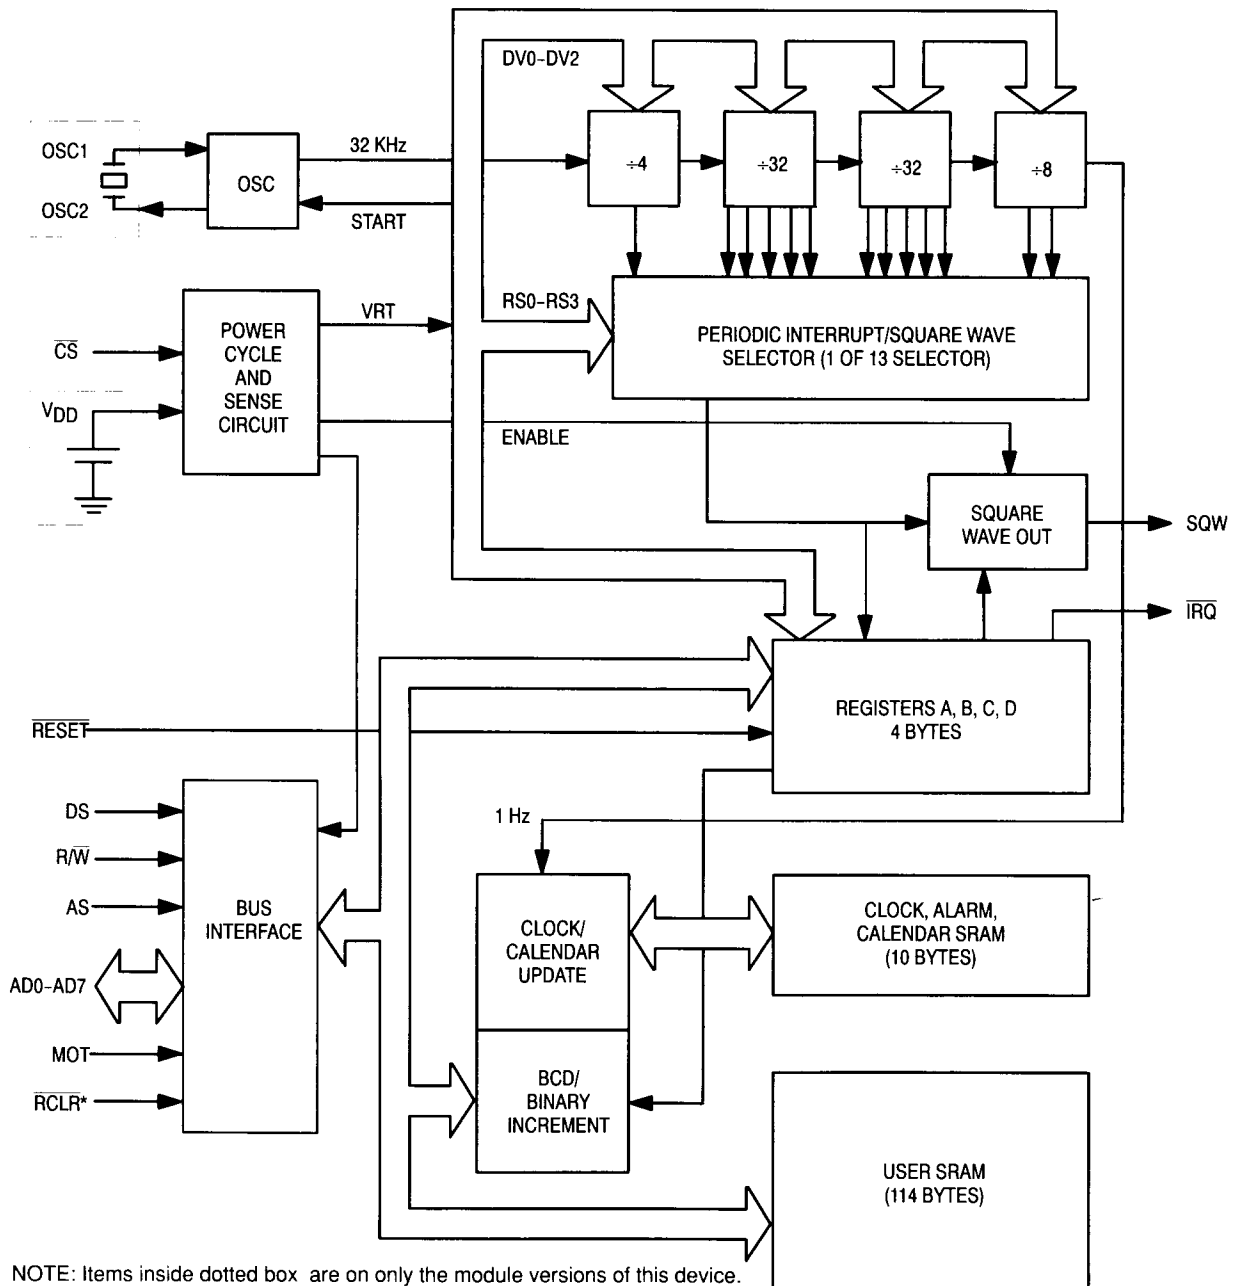 DV0-DV2
OSC1
OSC2
OSC
32 KHz
START
÷4
÷32
÷32
÷8
POWER
CYCLE
AND
SENSE
CIRCUIT
VRT
C̅S̅
VDD
ENABLE
RS0-RS3
PERIODIC INTERRUPT/SQUARE WAVE
SELECTOR (1 OF 13 SELECTOR)
SQUARE
WAVE OUT
SQW
I̅R̅Q̅
REGISTERS A, B, C, D
4 BYTES
R̅E̅S̅E̅T̅
DS
R/W̅
AS
AD0-AD7
MOT
R̅C̅L̅R̅*
BUS
INTERFACE
1 Hz
CLOCK/
CALENDAR
UPDATE
BCD/
BINARY
INCREMENT
CLOCK, ALARM,
CALENDAR SRAM
(10 BYTES)
USER SRAM
(114 BYTES)
NOTE: Items inside dotted box are on only the module versions of this device.